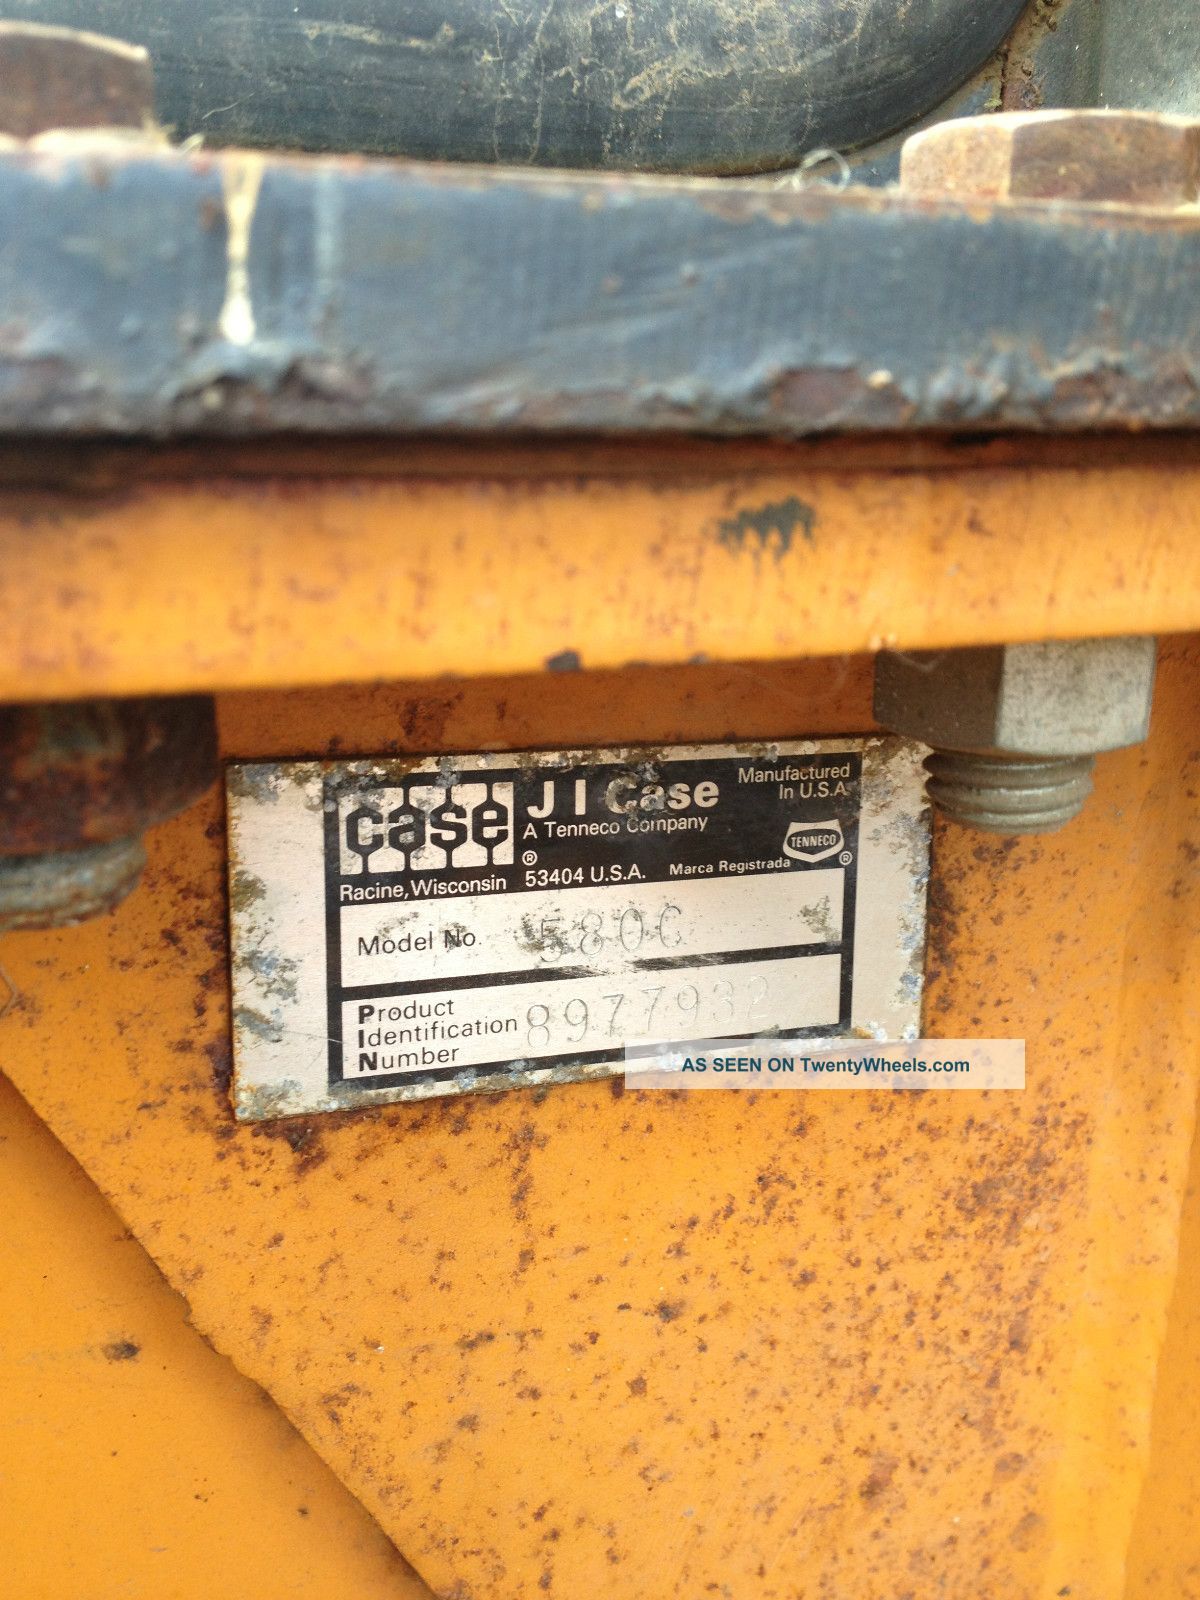 case
J I Case
Manufactured
In U.S.A.
A Tenneco Company
TENNECO
®
®
Racine, Wisconsin 53404 U.S.A. Marca Registrada
Model No. 580C
Product
Identification
Number
8977932
AS SEEN ON TwentyWheels.com